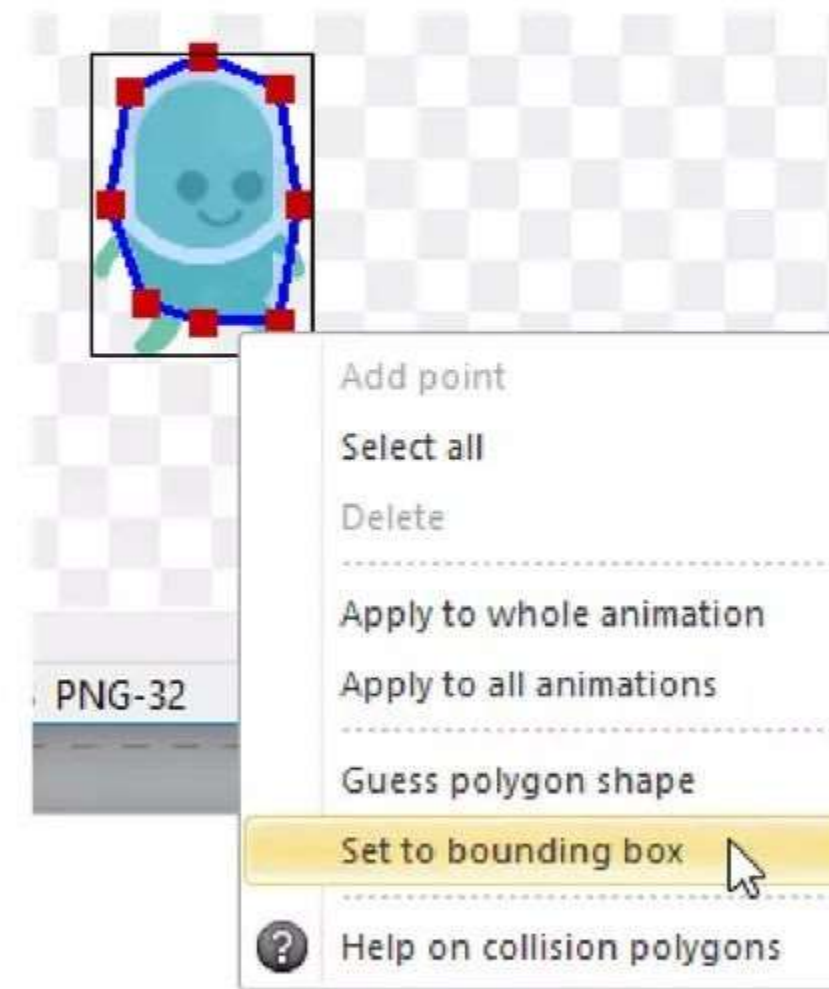 Add point
Select all
Delete
Apply to whole animation
Apply to all animations
PNG-32
Guess polygon shape
Set to bounding box
? Help on collision polygons